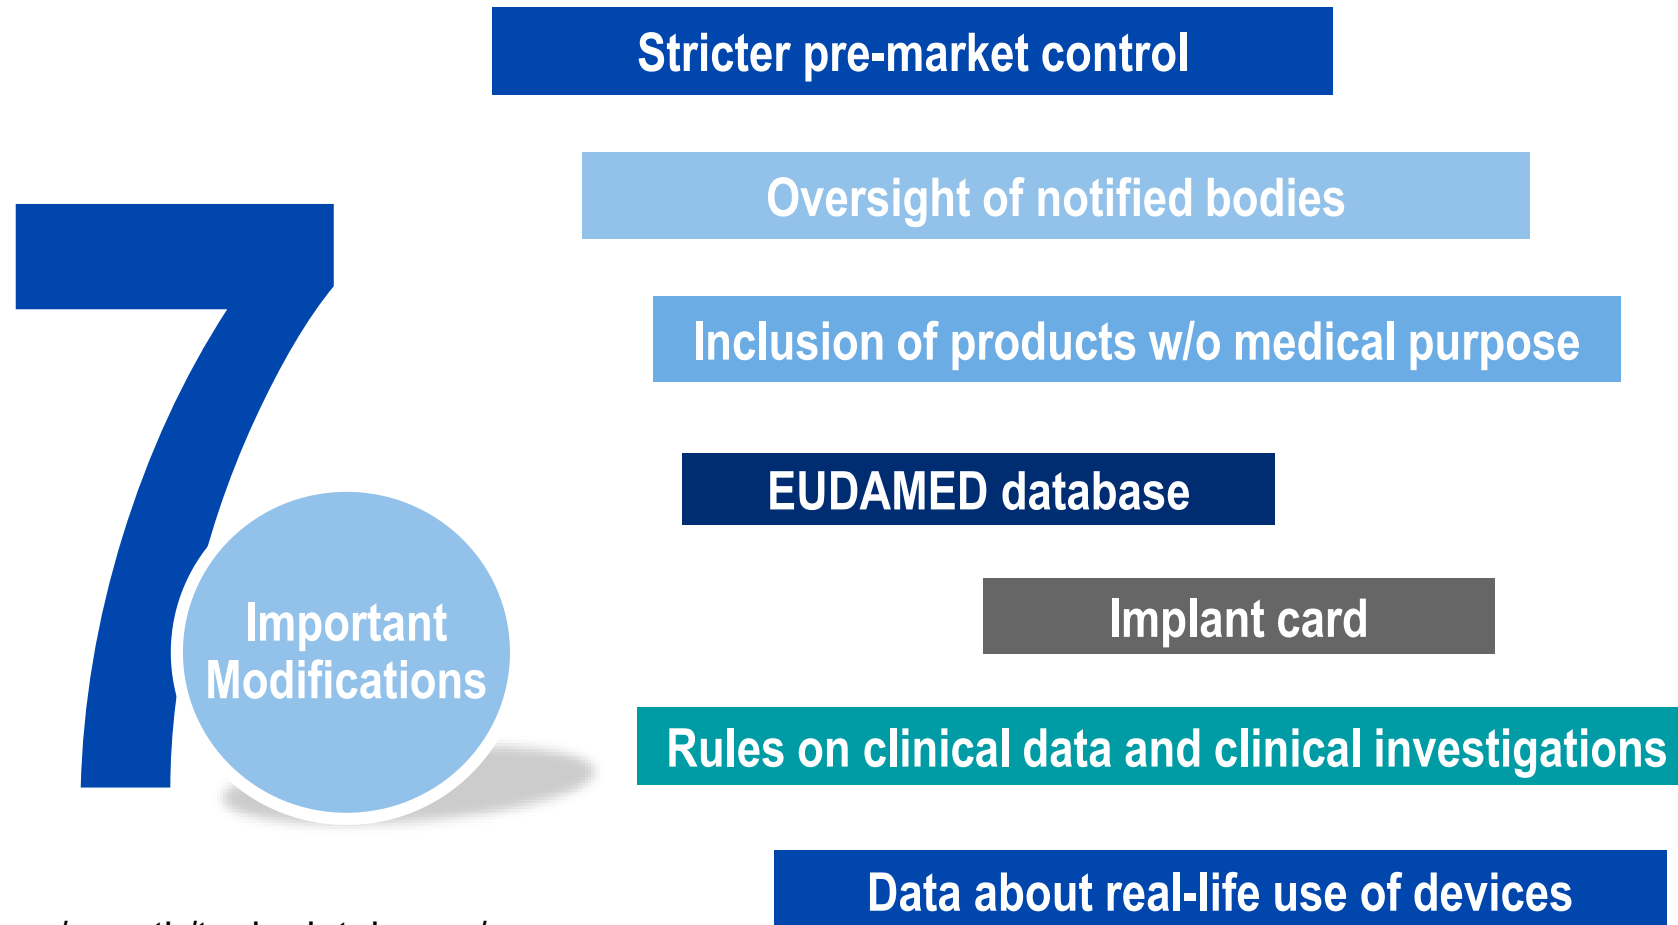 Stricter pre-market control
Oversight of notified bodies
7
Inclusion of products w/o medical purpose
EUDAMED database
Important
Modifications
Implant card
Rules on clinical data and clinical investigations
Data about real-life use of devices